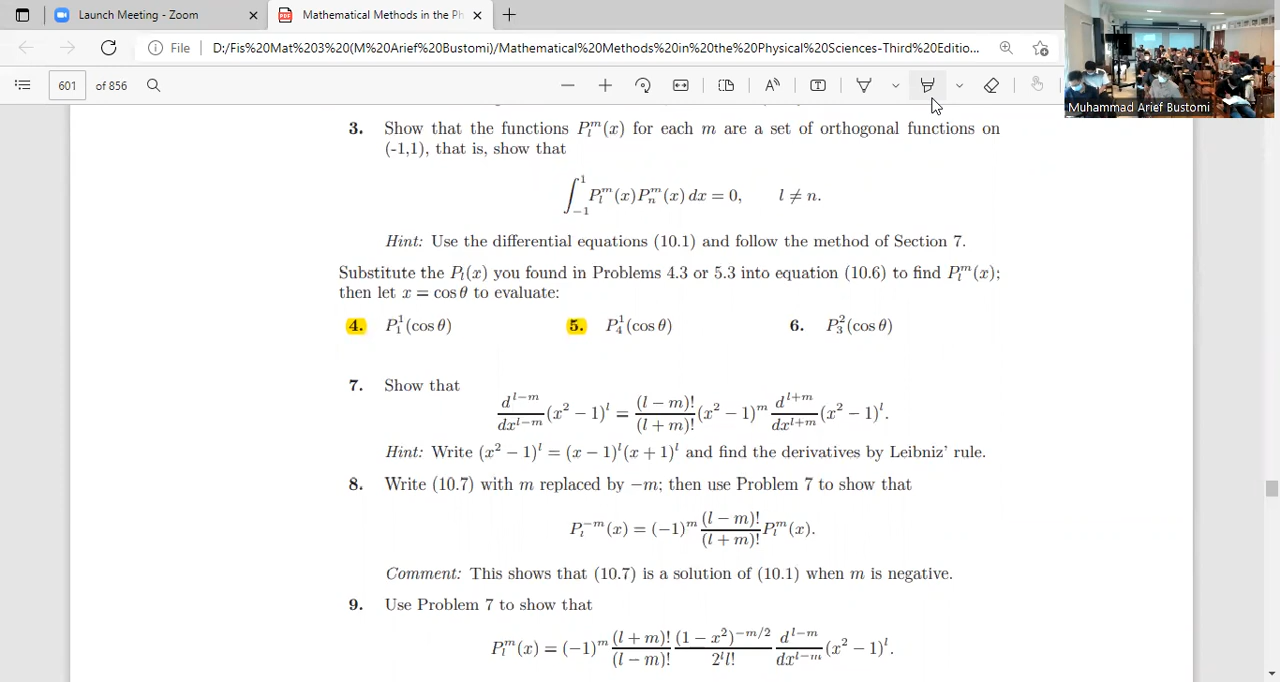 Launch Meeting - Zoom
Mathematical Methods in the Ph
File
D:/Fis%20Mat%203%20(M%20Arief%20Bustomi)/Mathematical%20Methods%20in%20the%20Physical%20Sciences-Third%20Editio...
601 of 856
Muhammad Arief Bustomi
3. Show that the functions P_l^m(x) for each m are a set of orthogonal functions on
(-1,1), that is, show that
∫_{-1}^{1} P_l^m(x)P_n^m(x) dx = 0, l ≠ n.
Hint: Use the differential equations (10.1) and follow the method of Section 7.
Substitute the P_l(x) you found in Problems 4.3 or 5.3 into equation (10.6) to find P_l^m(x);
then let x = cos θ to evaluate:
4. P_1^1(cos θ) 5. P_4^1(cos θ) 6. P_3^2(cos θ)
7. Show that
d^{l−m}/dx^{l−m} (x² − 1)^l = (l − m)!/(l + m)! (x² − 1)^m d^{l+m}/dx^{l+m} (x² − 1)^l.
Hint: Write (x² − 1)^l = (x − 1)^l(x + 1)^l and find the derivatives by Leibniz' rule.
8. Write (10.7) with m replaced by −m; then use Problem 7 to show that
P_l^{−m}(x) = (−1)^m (l − m)!/(l + m)! P_l^m(x).
Comment: This shows that (10.7) is a solution of (10.1) when m is negative.
9. Use Problem 7 to show that
P_l^m(x) = (−1)^m (l + m)!/(l − m)! (1 − x²)^{−m/2}/2^l l! d^{l−m}/dx^{l−m} (x² − 1)^l.